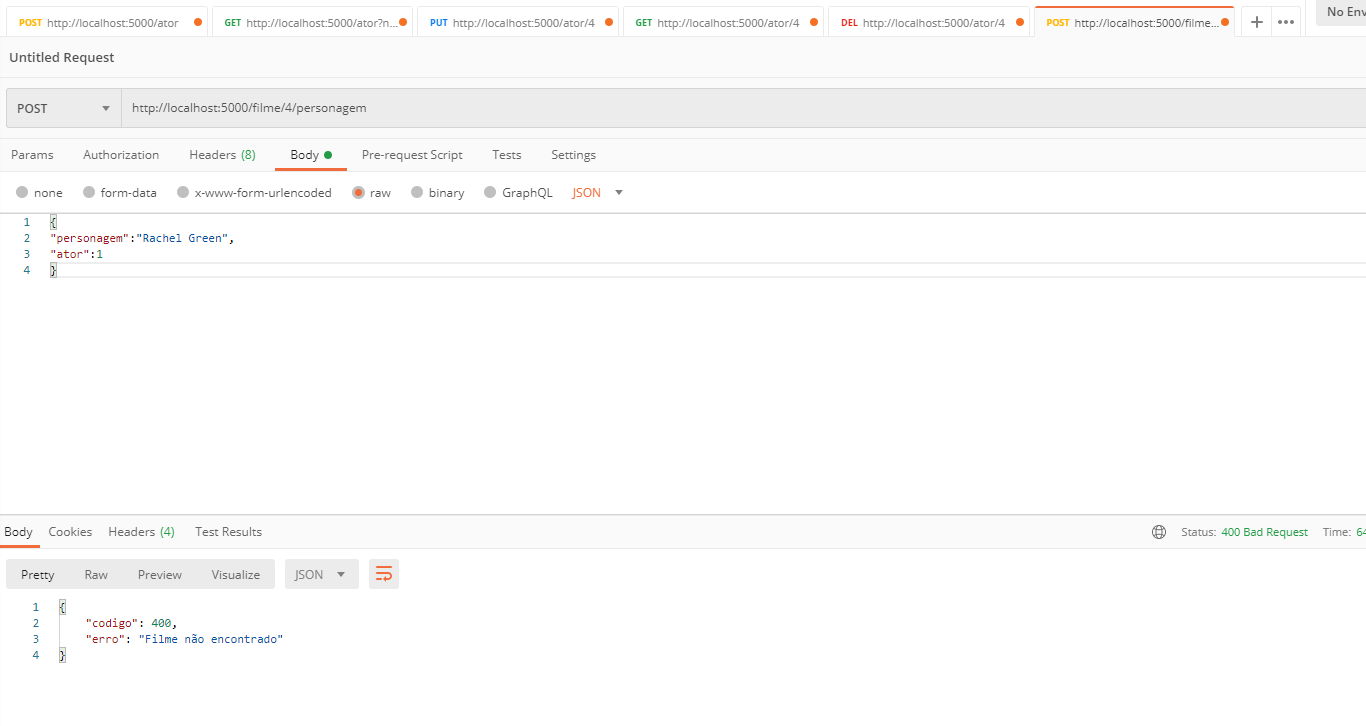 POST http://localhost:5000/ator GET http://localhost:5000/ator?n... PUT http://localhost:5000/ator/4 GET http://localhost:5000/ator/4 DEL http://localhost:5000/ator/4 POST http://localhost:5000/filme... + ••• No Env
Untitled Request
POST http://localhost:5000/filme/4/personagem
Params Authorization Headers (8) Body Pre-request Script Tests Settings
none form-data x-www-form-urlencoded raw binary GraphQL JSON
1 {
2 "personagem":"Rachel Green",
3 "ator":1
4 }
Body Cookies Headers (4) Test Results Status: 400 Bad Request Time: 64
Pretty Raw Preview Visualize JSON
1 {
2 "codigo": 400,
3 "erro": "Filme não encontrado"
4 }